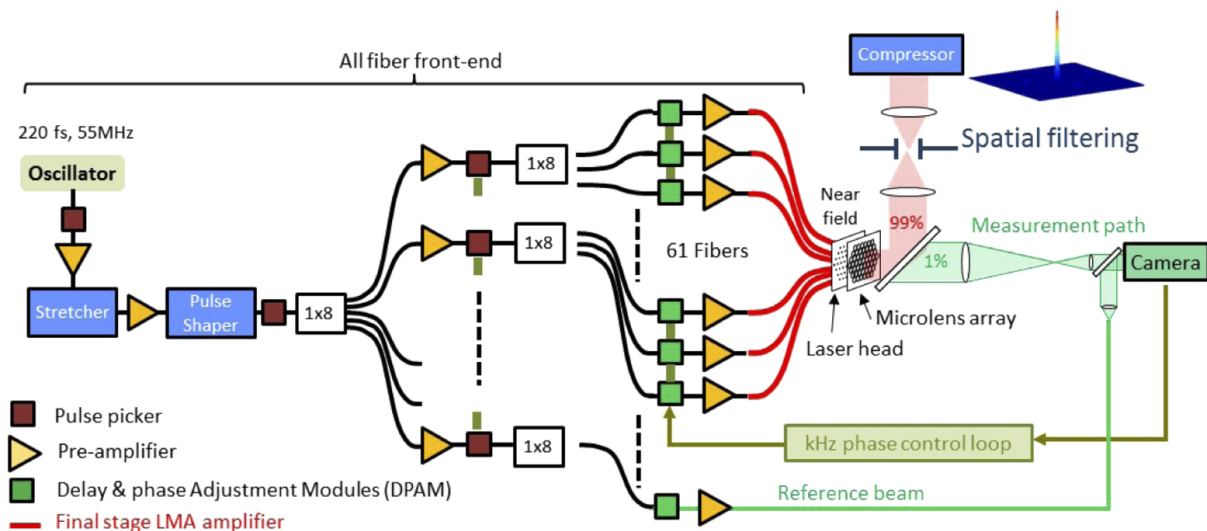 All fiber front-end
Compressor
220 fs, 55MHz
Oscillator
Spatial filtering
1x8
Near
field
99%
Measurement path
1x8
61 Fibers
1%
Camera
Stretcher
Pulse
Shaper
1x8
Microlens array
Laser head
Pulse picker
Pre-amplifier
1x8
kHz phase control loop
Delay & phase Adjustment Modules (DPAM)
Reference beam
Final stage LMA amplifier